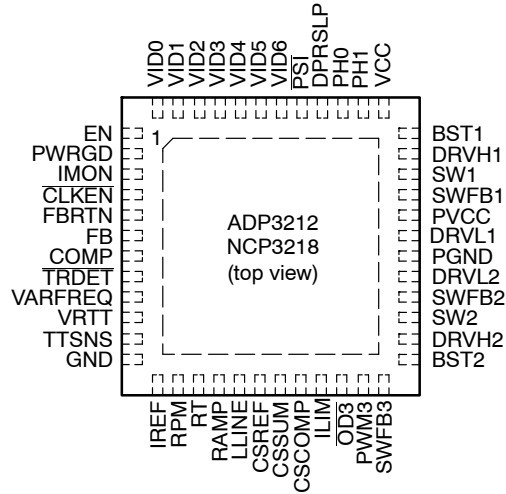 VID0
VID1
VID2
VID3
VID4
VID5
VID6
PSI
DPRSLP
PH0
PH1
VCC
EN
PWRGD
IMON
CLKEN
FBRTN
FB
COMP
TRDET
VARFREQ
VRTT
TTSNS
GND
1
ADP3212
NCP3218
(top view)
BST1
DRVH1
SW1
SWFB1
PVCC
DRVL1
PGND
DRVL2
SWFB2
SW2
DRVH2
BST2
IREF
RPM
RT
RAMP
LLINE
CSREF
CSSUM
CSCOMP
ILIM
OD3
PWM3
SWFB3